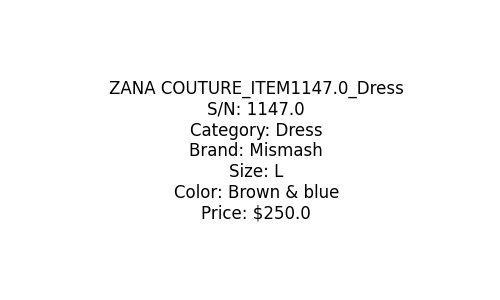 ZANA COUTURE_ITEM1147.0_Dress
S/N: 1147.0
Category: Dress
Brand: Mismash
Size: L
Color: Brown & blue
Price: $250.0